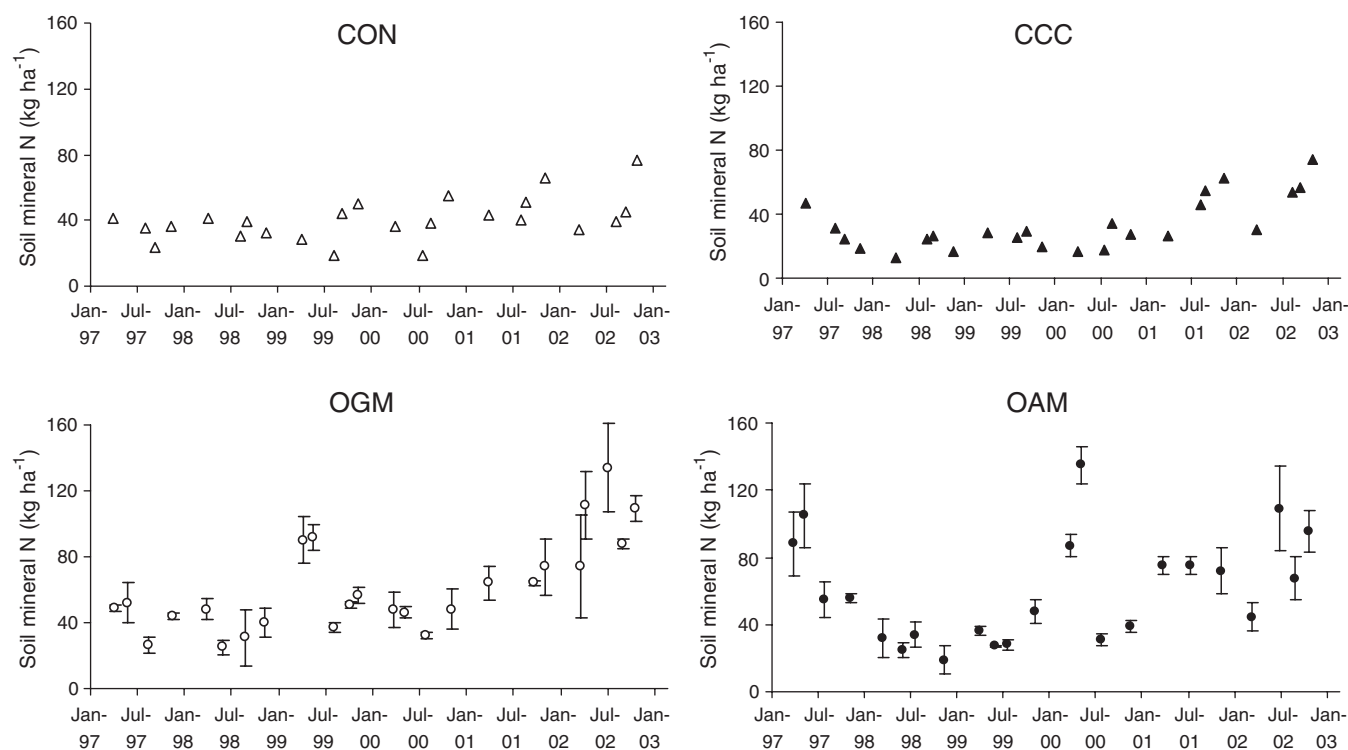 CON
Soil mineral N (kg ha⁻¹)
160
120
80
40
0
Jan-97 Jul-97 Jan-98 Jul-98 Jan-99 Jul-99 Jan-00 Jul-00 Jan-01 Jul-01 Jan-02 Jul-02 Jan-03
CCC
Soil mineral N (kg ha⁻¹)
160
120
80
40
0
Jan-97 Jul-97 Jan-98 Jul-98 Jan-99 Jul-99 Jan-00 Jul-00 Jan-01 Jul-01 Jan-02 Jul-02 Jan-03
OGM
Soil mineral N (kg ha⁻¹)
160
120
80
40
0
Jan-97 Jul-97 Jan-98 Jul-98 Jan-99 Jul-99 Jan-00 Jul-00 Jan-01 Jul-01 Jan-02 Jul-02 Jan-03
OAM
Soil mineral N (kg ha⁻¹)
160
120
80
40
0
Jan-97 Jul-97 Jan-98 Jul-98 Jan-99 Jul-99 Jan-00 Jul-00 Jan-01 Jul-01 Jan-02 Jul-02 Jan-03